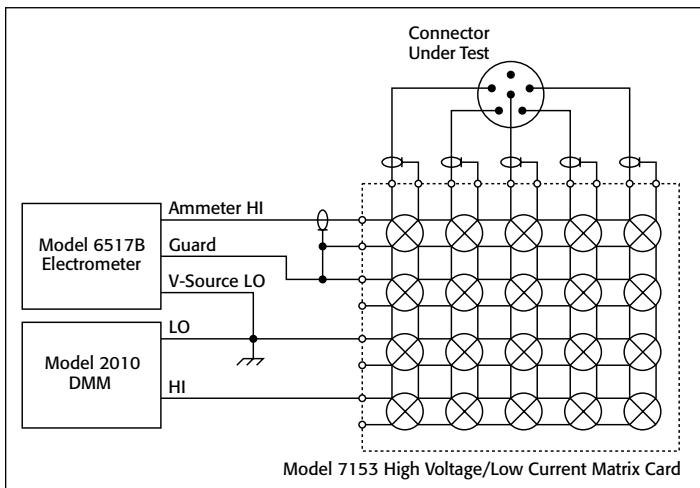 Connector
Under Test
Ammeter HI
Model 6517B
Electrometer
Guard
V-Source LO
LO
Model 2010
DMM
HI
Model 7153 High Voltage/Low Current Matrix Card